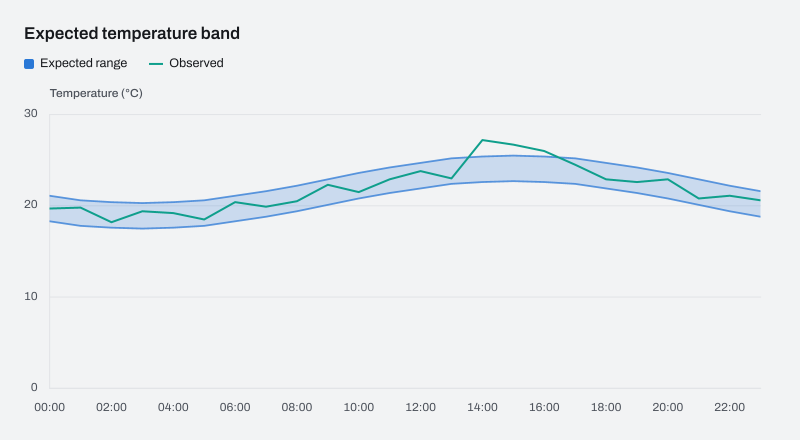 Expected temperature band
Expected range Observed
Temperature (°C)
30
20
10
0
00:00 02:00 04:00 06:00 08:00 10:00 12:00 14:00 16:00 18:00 20:00 22:00